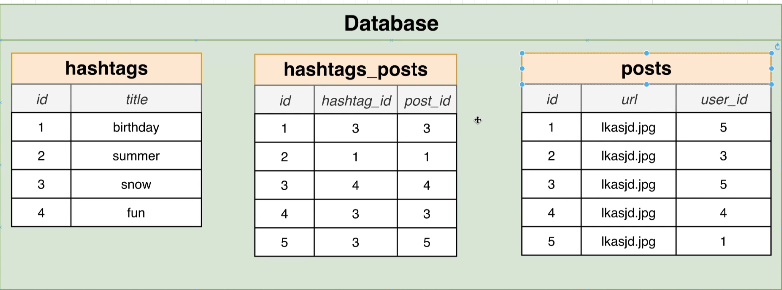 Database
hashtags
id title
1 birthday
2 summer
3 snow
4 fun
hashtags_posts
id hashtag_id post_id
1 3 3
2 1 1
3 4 4
4 3 3
5 3 5
posts
id url user_id
1 lkasjd.jpg 5
2 lkasjd.jpg 3
3 lkasjd.jpg 5
4 lkasjd.jpg 4
5 lkasjd.jpg 1